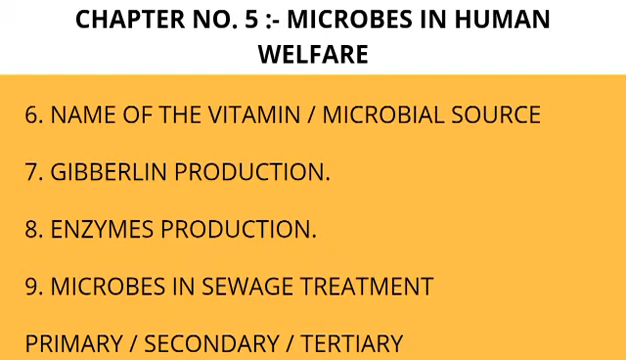 CHAPTER NO. 5 :- MICROBES IN HUMAN
WELFARE
6. NAME OF THE VITAMIN / MICROBIAL SOURCE
7. GIBBERLIN PRODUCTION.
8. ENZYMES PRODUCTION.
9. MICROBES IN SEWAGE TREATMENT
PRIMARY / SECONDARY / TERTIARY